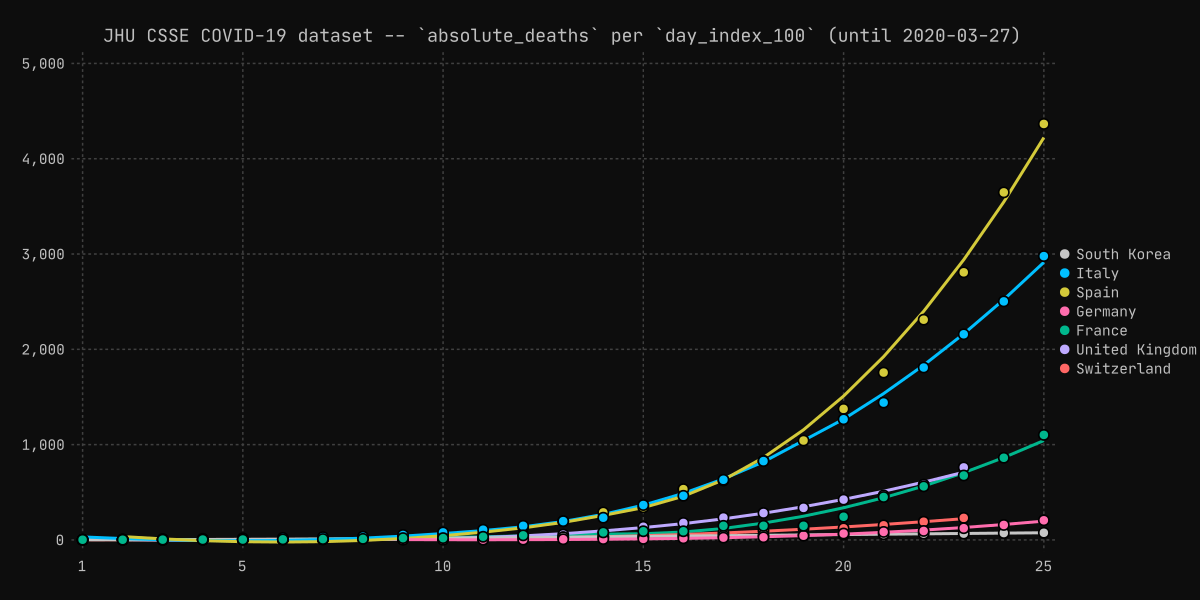 JHU CSSE COVID-19 dataset -- `absolute_deaths` per `day_index_100` (until 2020-03-27)
5,000
4,000
3,000
2,000
1,000
0
1
5
10
15
20
25
South Korea
Italy
Spain
Germany
France
United Kingdom
Switzerland